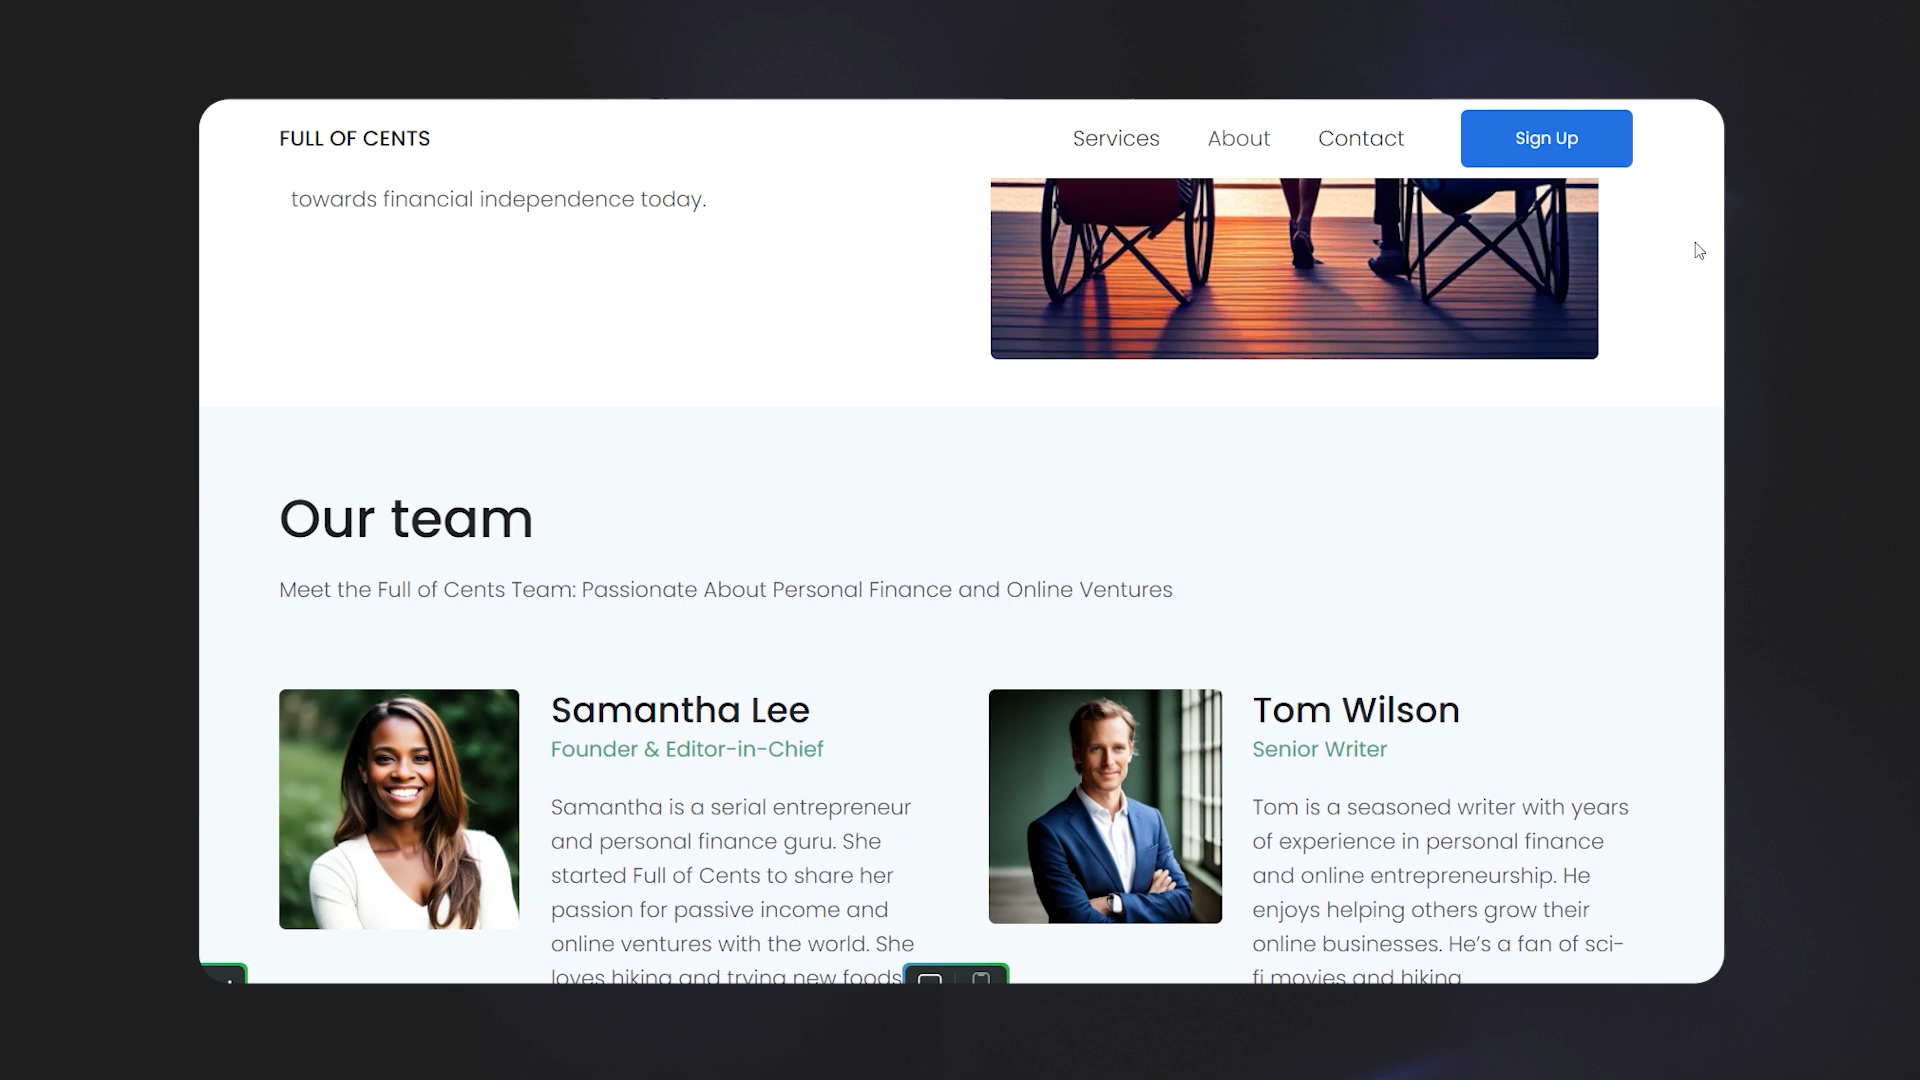 FULL OF CENTS
Services About Contact Sign Up
towards financial independence today.
Our team
Meet the Full of Cents Team: Passionate About Personal Finance and Online Ventures
Samantha Lee
Founder & Editor-in-Chief
Samantha is a serial entrepreneur
and personal finance guru. She
started Full of Cents to share her
passion for passive income and
online ventures with the world. She
loves hiking and trying new foods
Tom Wilson
Senior Writer
Tom is a seasoned writer with years
of experience in personal finance
and online entrepreneurship. He
enjoys helping others grow their
online businesses. He’s a fan of sci-
fi movies and hiking